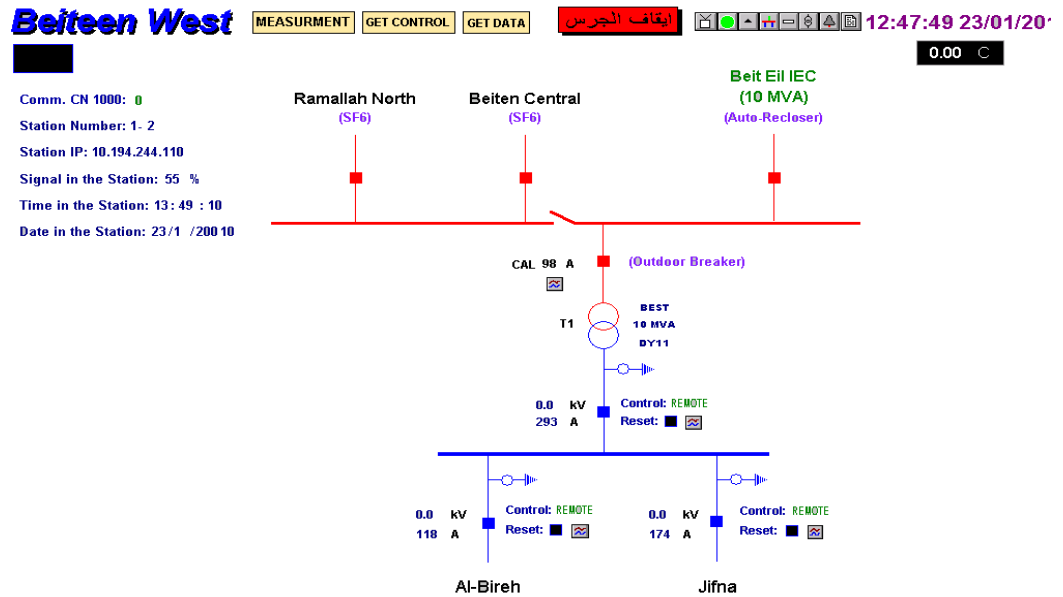 Beiteen West
MEASURMENT GET CONTROL GET DATA ايقاف الجرس 12:47:49 23/01/201
0.00 C
Beit Eil IEC
(10 MVA)
(Auto-Recloser)
Ramallah North
(SF6)
Beiten Central
(SF6)
Comm. CN 1000: 0
Station Number: 1- 2
Station IP: 10.194.244.110
Signal in the Station: 55 %
Time in the Station: 13: 49 : 10
Date in the Station: 23/1 /200 10
CAL 98 A (Outdoor Breaker)
T1
BEST
10 MVA
DY11
0.0 kV Control: REMOTE
293 A Reset:
0.0 kV Control: REMOTE
118 A Reset:
0.0 kV Control: REMOTE
174 A Reset:
Al-Bireh Jifna